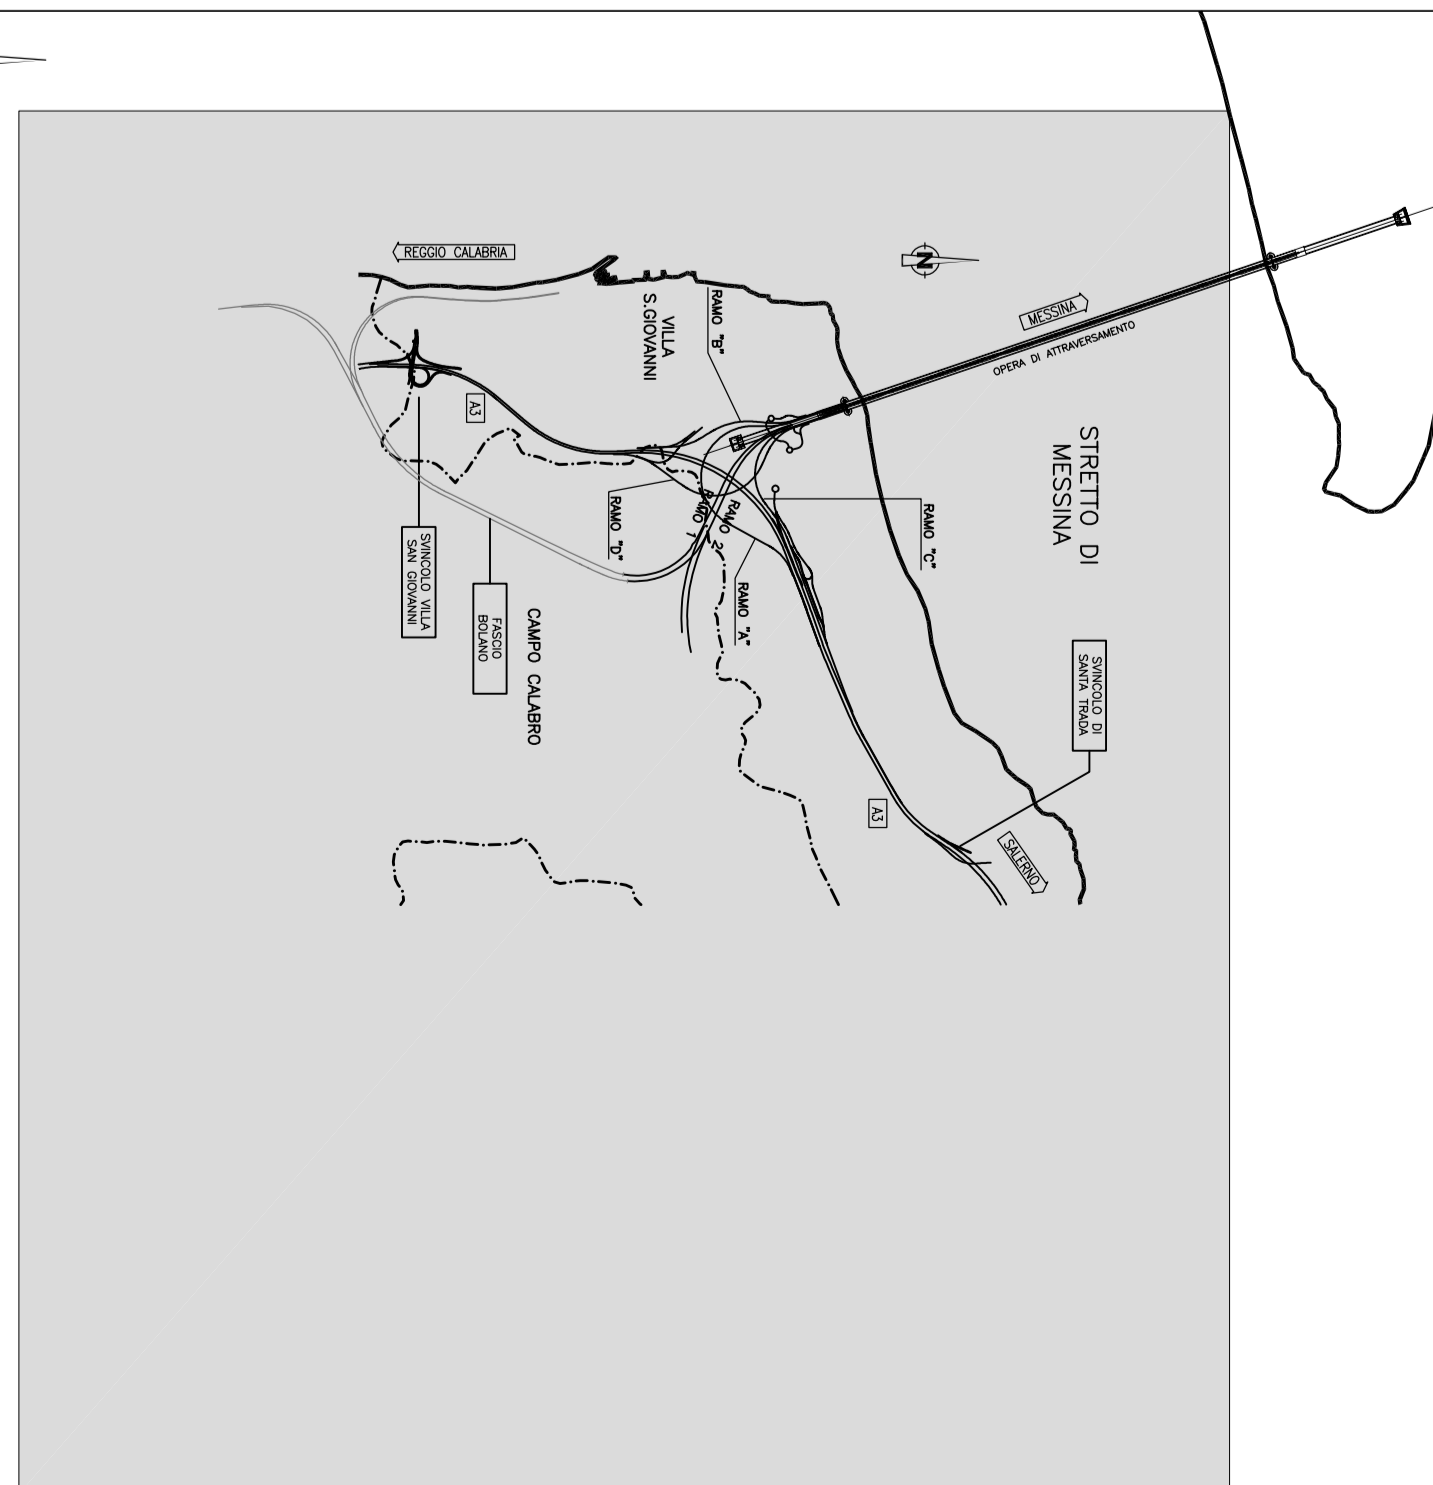 REGGIO CALABRIA
N
MESSINA
OPERA DI ATTRAVERSAMENTO
VILLA
S.GIOVANNI
RAMO "B"
A3
STRETTO DI
MESSINA
RAMO "D"
RAMO 1
RAMO 2
RAMO "C"
RAMO "A"
SVINCOLO VILLA
SAN GIOVANNI
FASCIO
BOLANO
CAMPO CALABRO
SVINCOLO DI
SANTA TRADA
A3
SALERNO